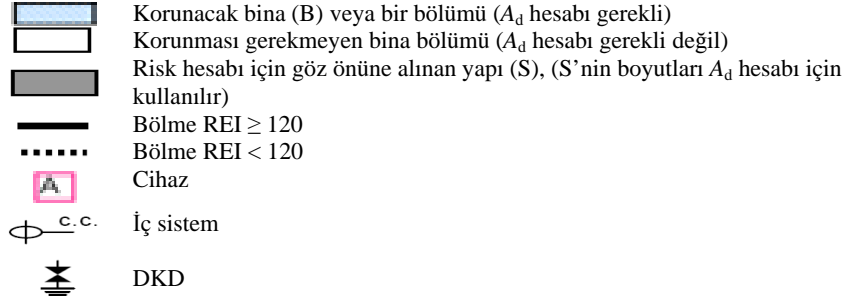 Korunacak bina (B) veya bir bölümü (Ad hesabı gerekli)
Korunması gerekmeyen bina bölümü (Ad hesabı gerekli değil)
Risk hesabı için göz önüne alınan yapı (S), (S’nin boyutları Ad hesabı için
kullanılır)
Bölme REI ≥ 120
Bölme REI < 120
A Cihaz
c.c. İç sistem
DKD